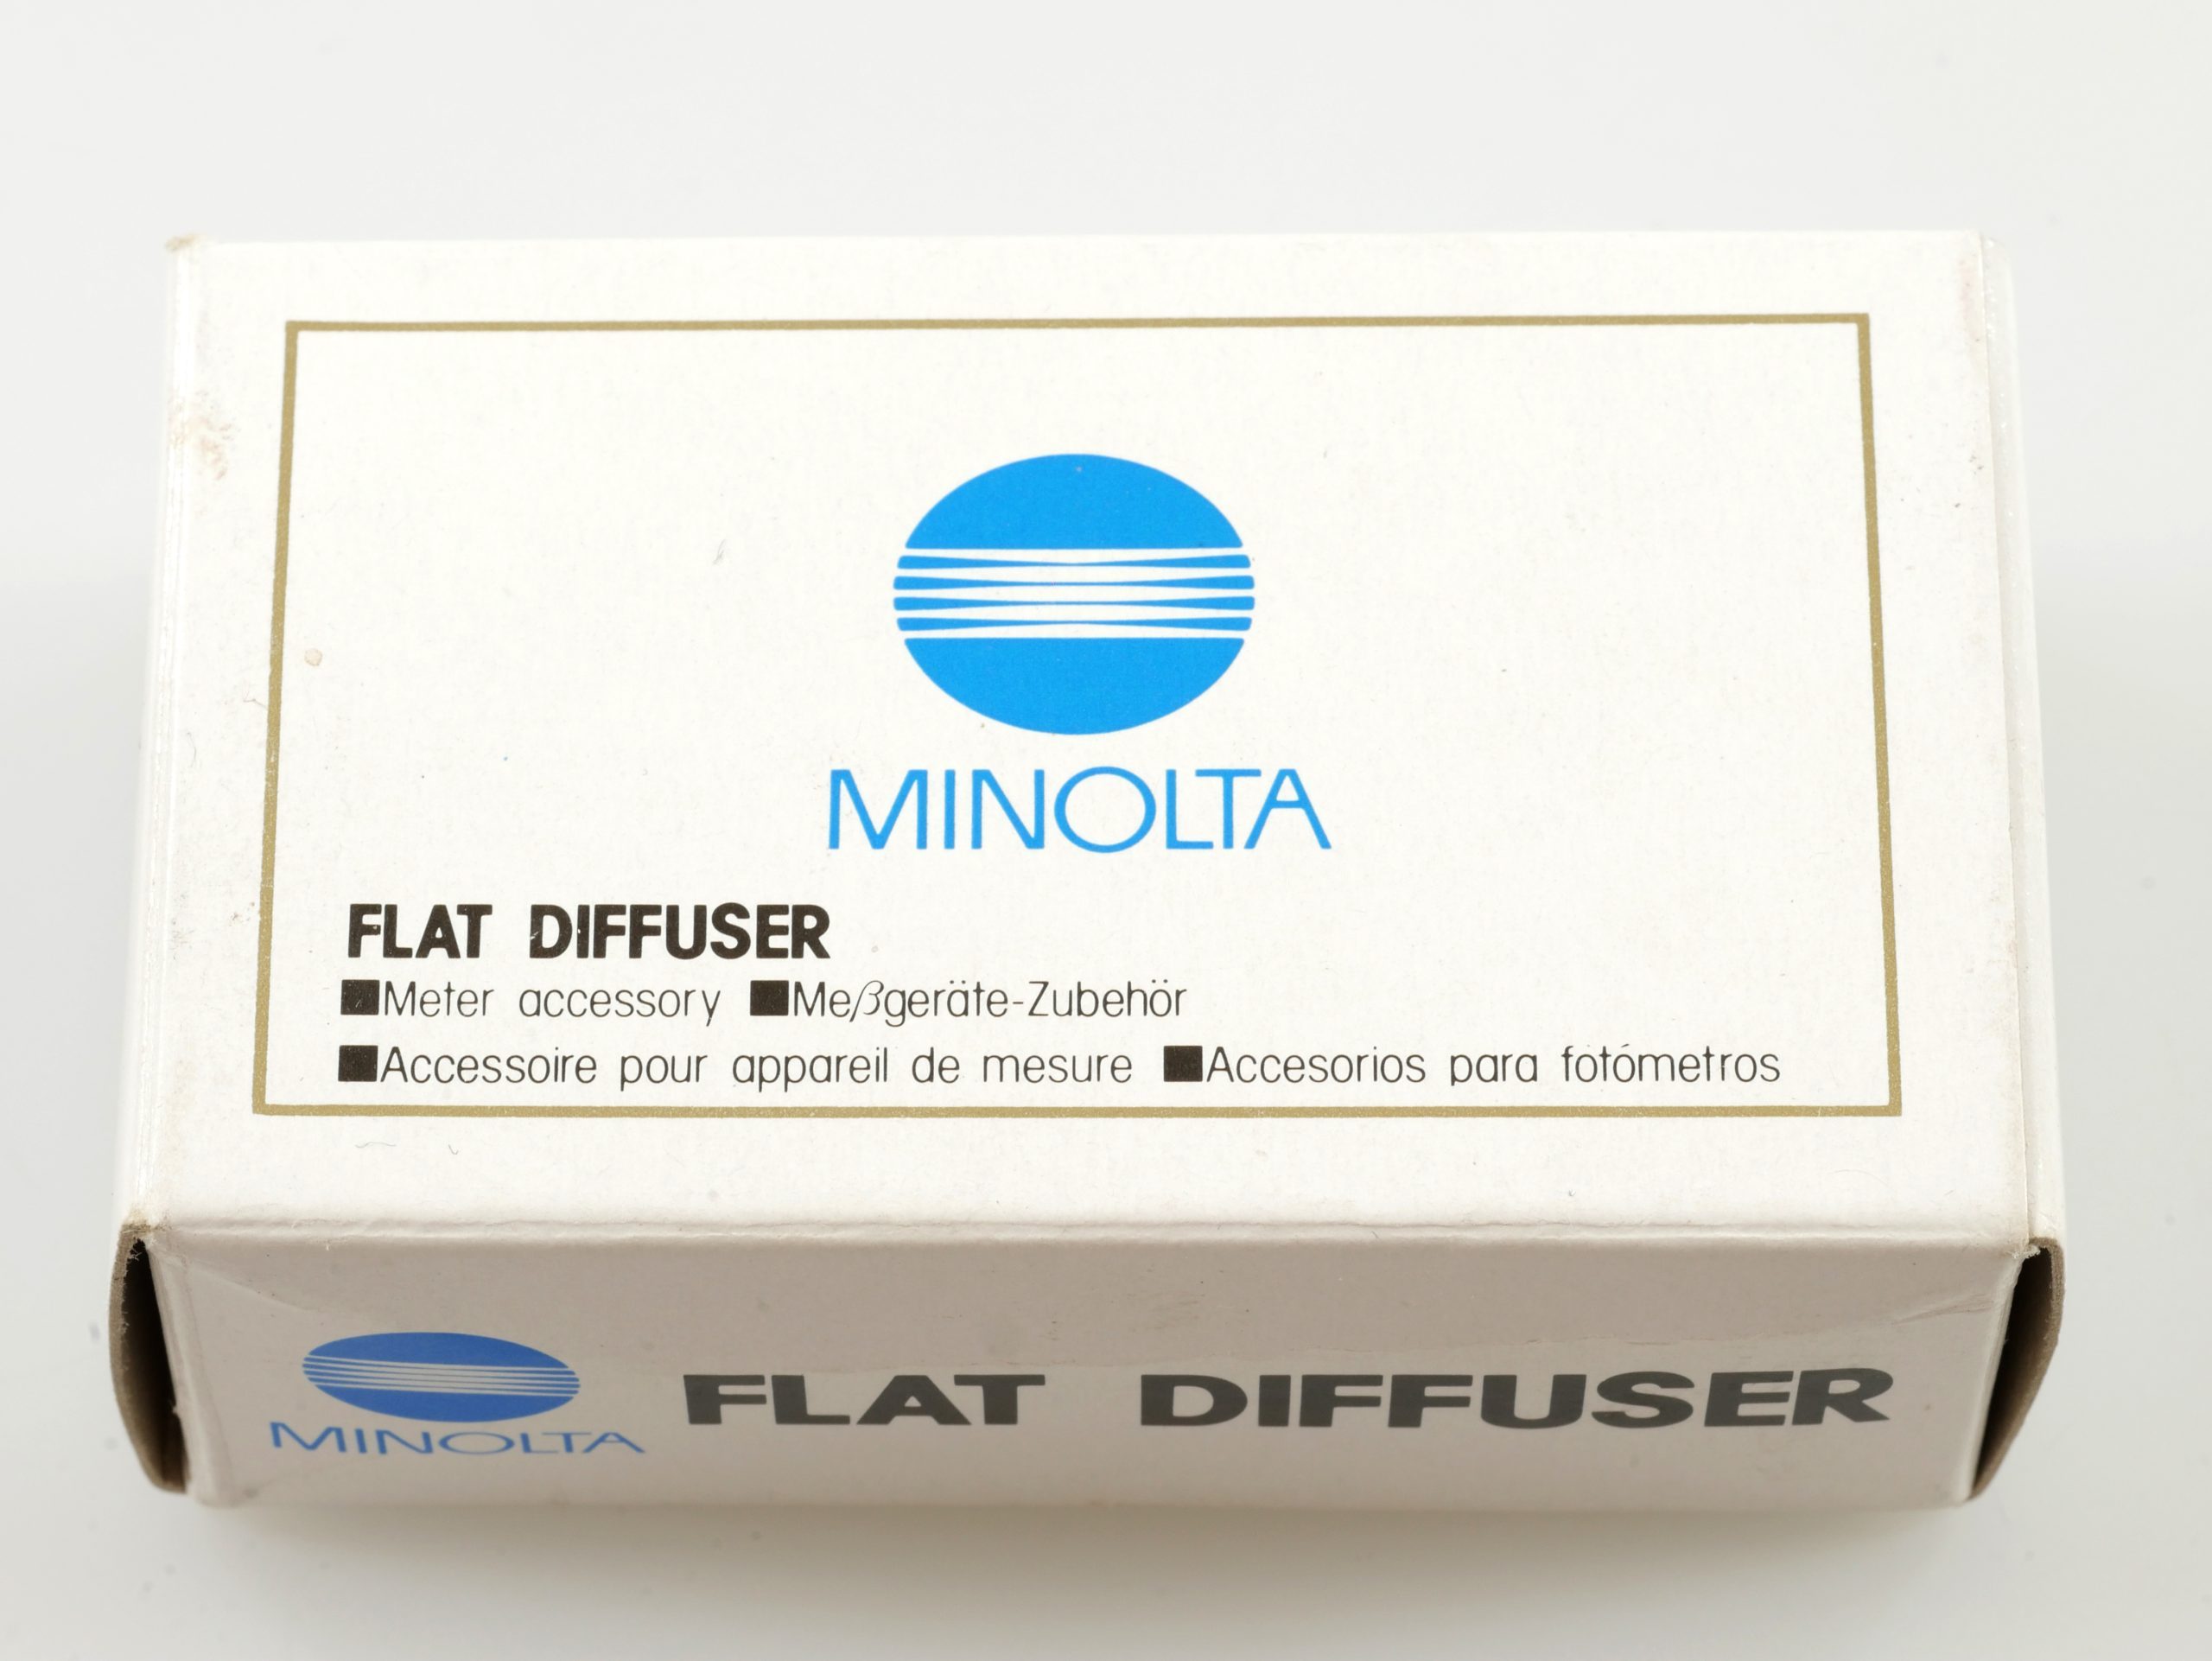 MINOLTA
FLAT DIFFUSER
■Meter accessory ■Meßgeräte-Zubehör
■Accessoire pour appareil de mesure ■Accesorios para fotómetros
MINOLTA FLAT DIFFUSER